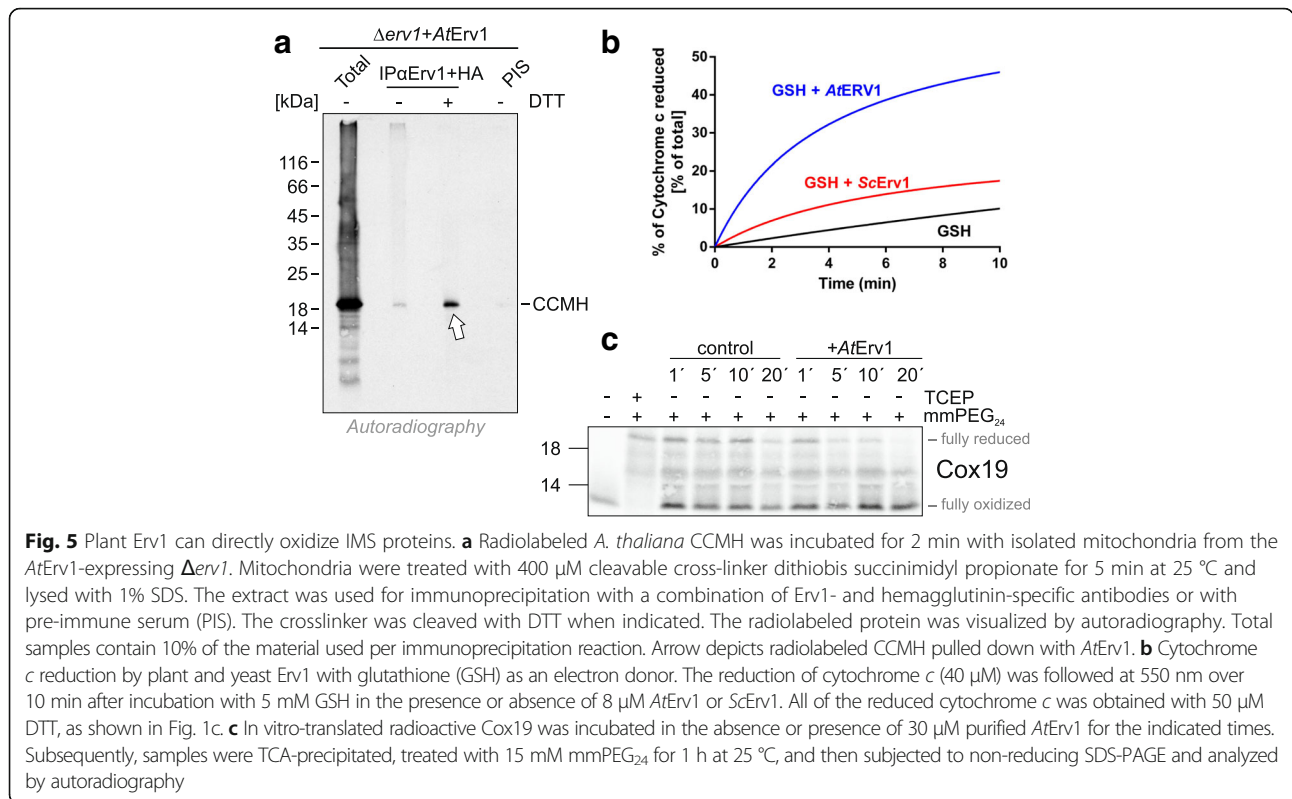 a
Δerv1+AtErv1
Total
IPαErv1+HA
PIS
[kDa] - - + - DTT
116
66
45
35
25
18
14
CCMH
Autoradiography
b
% of Cytochrome c reduced
[% of total]
50
40
30
20
10
0
GSH + AtERV1
GSH + ScErv1
GSH
0 2 4 6 8 10
Time (min)
c
control +AtErv1
1´ 5´ 10´ 20´ 1´ 5´ 10´ 20´
- + - - - - - - - - TCEP
- + + + + + + + + + mmPEG24
18
14
fully reduced
Cox19
fully oxidized
Fig. 5 Plant Erv1 can directly oxidize IMS proteins. a Radiolabeled A. thaliana CCMH was incubated for 2 min with isolated mitochondria from the
AtErv1-expressing Δerv1. Mitochondria were treated with 400 μM cleavable cross-linker dithiobis succinimidyl propionate for 5 min at 25 °C and
lysed with 1% SDS. The extract was used for immunoprecipitation with a combination of Erv1- and hemagglutinin-specific antibodies or with
pre-immune serum (PIS). The crosslinker was cleaved with DTT when indicated. The radiolabeled protein was visualized by autoradiography. Total
samples contain 10% of the material used per immunoprecipitation reaction. Arrow depicts radiolabeled CCMH pulled down with AtErv1. b Cytochrome
c reduction by plant and yeast Erv1 with glutathione (GSH) as an electron donor. The reduction of cytochrome c (40 μM) was followed at 550 nm over
10 min after incubation with 5 mM GSH in the presence or absence of 8 μM AtErv1 or ScErv1. All of the reduced cytochrome c was obtained with 50 μM
DTT, as shown in Fig. 1c. c In vitro-translated radioactive Cox19 was incubated in the absence or presence of 30 μM purified AtErv1 for the indicated times.
Subsequently, samples were TCA-precipitated, treated with 15 mM mmPEG24 for 1 h at 25 °C, and then subjected to non-reducing SDS-PAGE and analyzed
by autoradiography